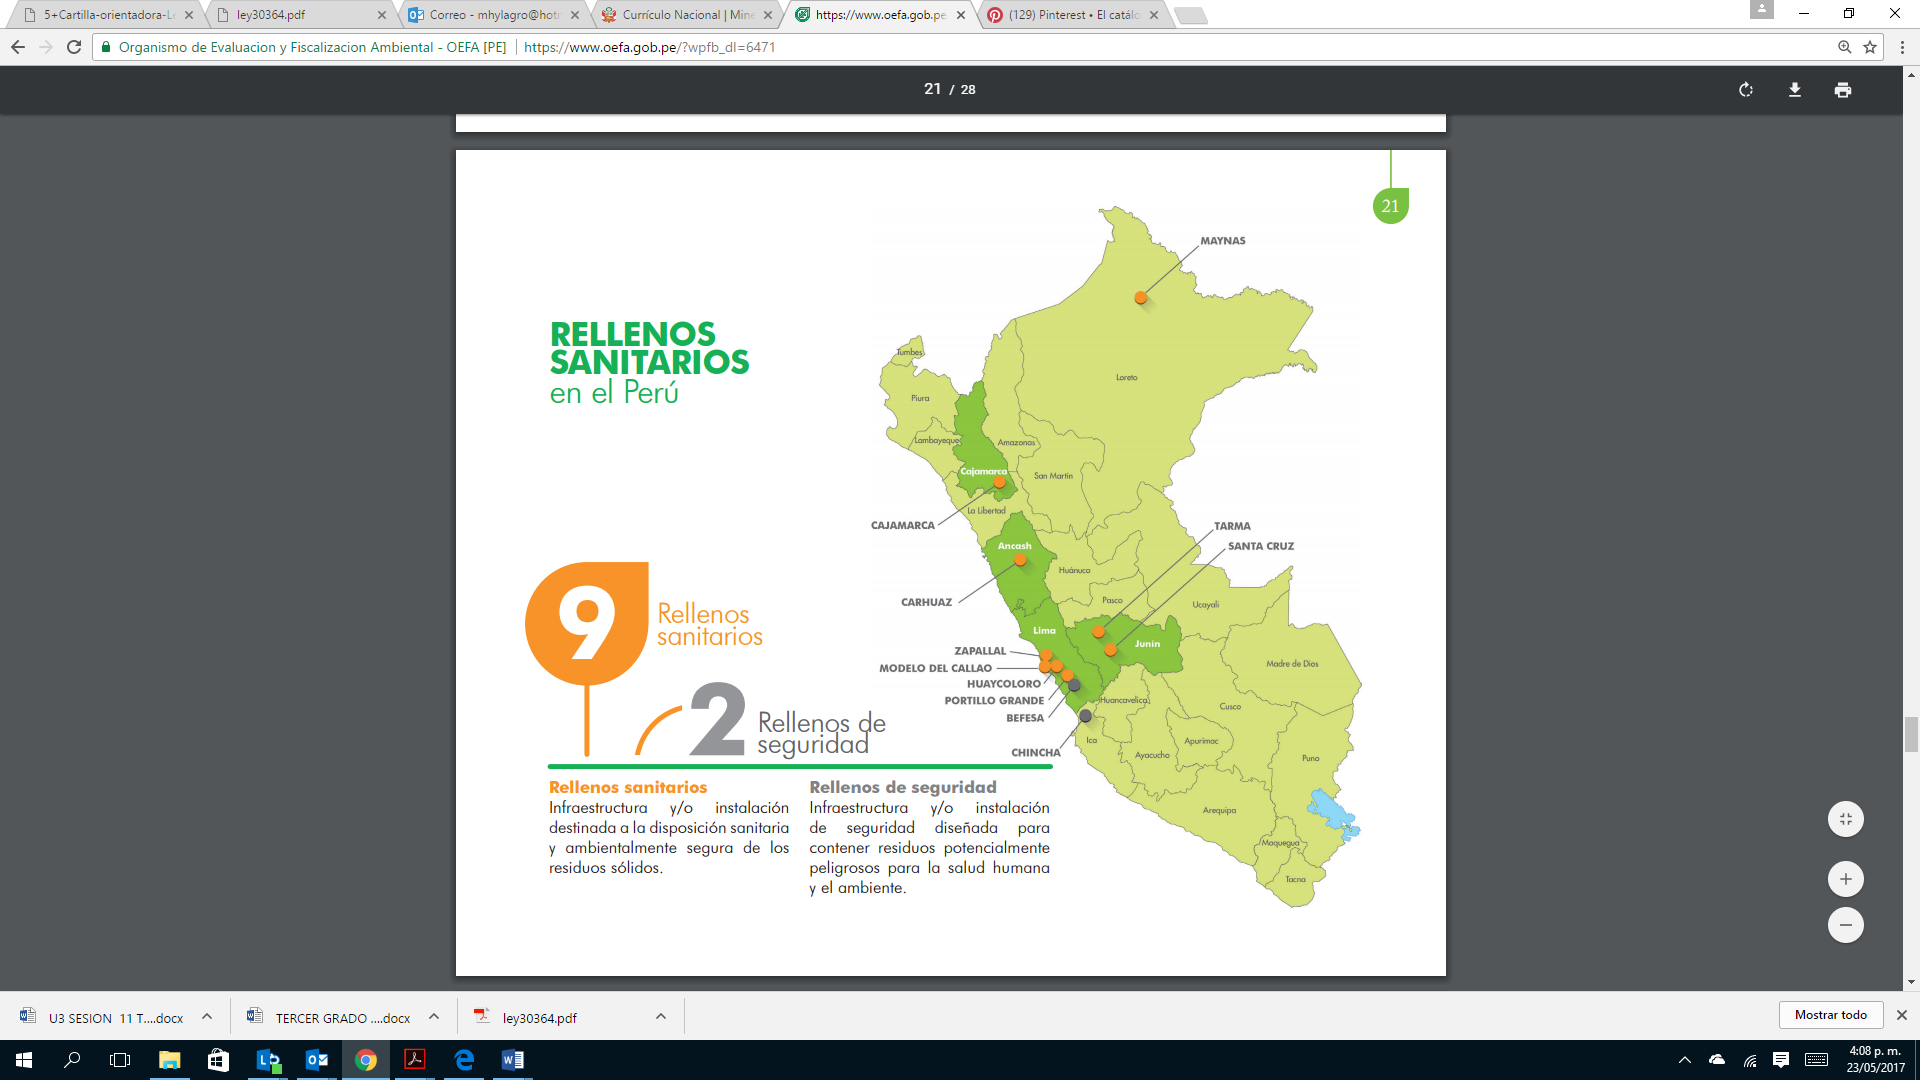 5+Cartilla-orientadora-Le
ley30364.pdf
Correo - mhylagro@hotm
Currículo Nacional | Mine
https://www.oefa.gob.pe
(129) Pinterest • El catálo
Organismo de Evaluacion y Fiscalizacion Ambiental - OEFA [PE]
https://www.oefa.gob.pe/?wpfb_dl=6471
21 / 28
21
MAYNAS
RELLENOS
SANITARIOS
en el Perú
Tumbes
Loreto
Piura
Lambayeque
Amazonas
Cajamarca
San Martín
La Libertad
CAJAMARCA
TARMA
Ancash
SANTA CRUZ
Huánuco
CARHUAZ
Pasco
Ucayali
9
Rellenos
sanitarios
Lima
Junín
ZAPALLAL
Madre de Dios
MODELO DEL CALLAO
HUAYCOLORO
PORTILLO GRANDE
Huancavelica
Cusco
BEFESA
2
Rellenos de
seguridad
CHINCHA
Ica
Apurímac
Ayacucho
Puno
Arequipa
Moquegua
Tacna
Rellenos sanitarios
Infraestructura y/o instalación
destinada a la disposición sanitaria
y ambientalmente segura de los
residuos sólidos.
Rellenos de seguridad
Infraestructura y/o instalación
de seguridad diseñada para
contener residuos potencialmente
peligrosos para la salud humana
y el ambiente.
U3 SESION 11 T....docx
TERCER GRADO ....docx
ley30364.pdf
Mostrar todo
4:08 p. m.
23/05/2017